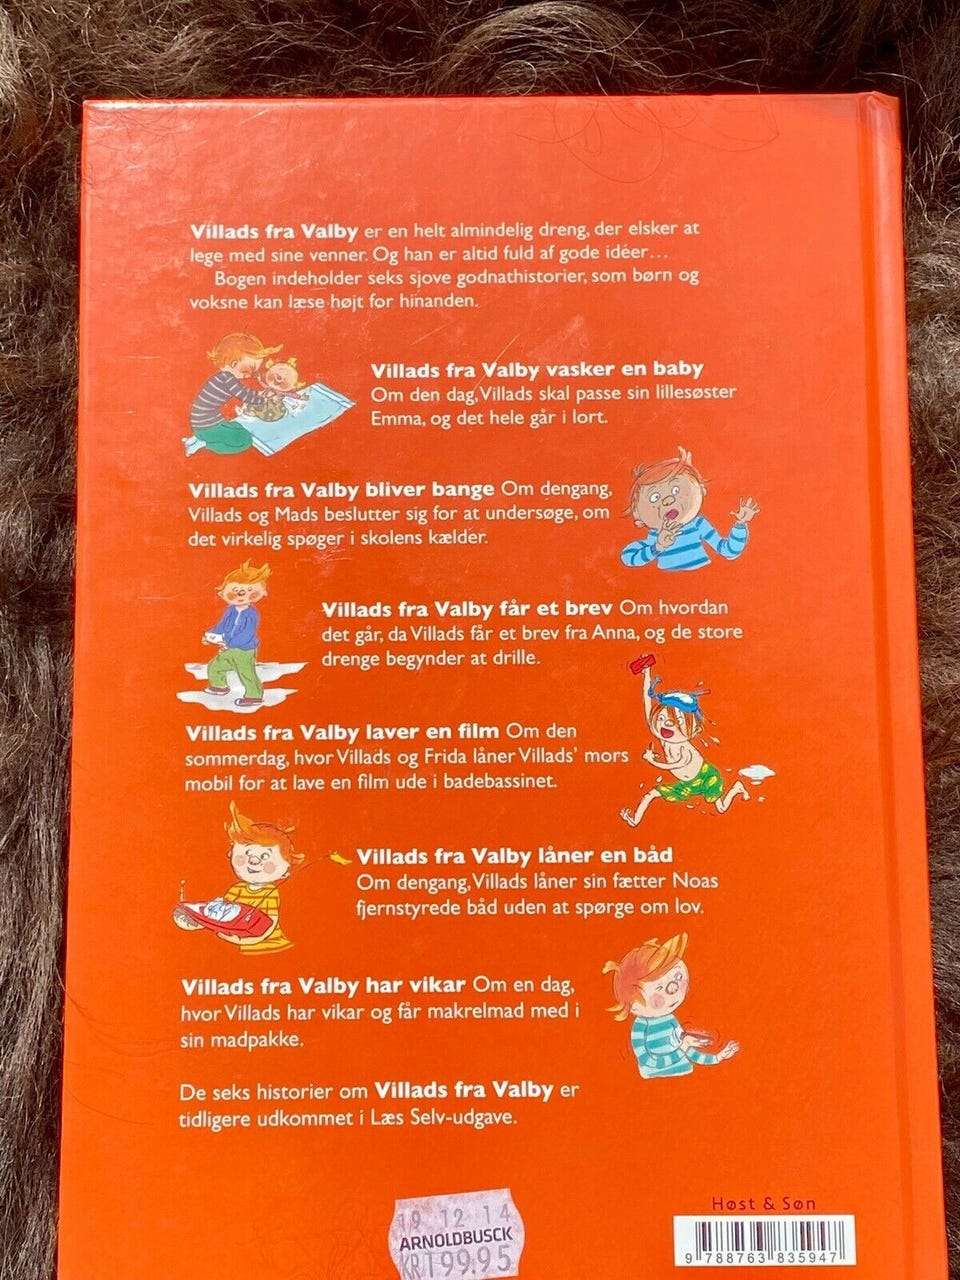 Villads fra Valby er en helt almindelig dreng, der elsker at
lege med sine venner. Og han er altid fuld af gode idéer...
Bogen indeholder seks sjove godnathistorier, som børn og
voksne kan læse højt for hinanden.
Villads fra Valby vasker en baby
Om den dag, Villads skal passe sin lillesøster
Emma, og det hele går i lort.
Villads fra Valby bliver bange Om dengang,
Villads og Mads beslutter sig for at undersøge, om
det virkelig spøger i skolens kælder.
Villads fra Valby får et brev Om hvordan
det går, da Villads får et brev fra Anna, og de store
drenge begynder at drille.
Villads fra Valby laver en film Om den
sommerdag, hvor Villads og Frida låner Villads' mors
mobil for at lave en film ude i badebassinet.
Villads fra Valby låner en båd
Om dengang, Villads låner sin fætter Noas
fjernstyrede båd uden at spørge om lov.
Villads fra Valby har vikar Om en dag,
hvor Villads har vikar og får makrelmad med i
sin madpakke.
De seks historier om Villads fra Valby er
tidligere udkommet i Læs Selv-udgave.
Høst & Søn
19 12 14
ARNOLDBUSCK
KR199.95
9 788763 835947